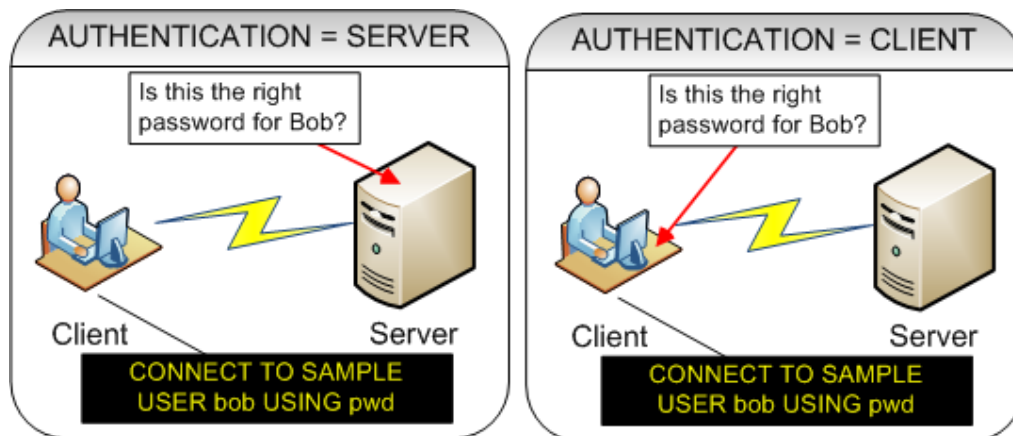 AUTHENTICATION = SERVER
Is this the right
password for Bob?
Client
Server
CONNECT TO SAMPLE
USER bob USING pwd
AUTHENTICATION = CLIENT
Is this the right
password for Bob?
Client
Server
CONNECT TO SAMPLE
USER bob USING pwd